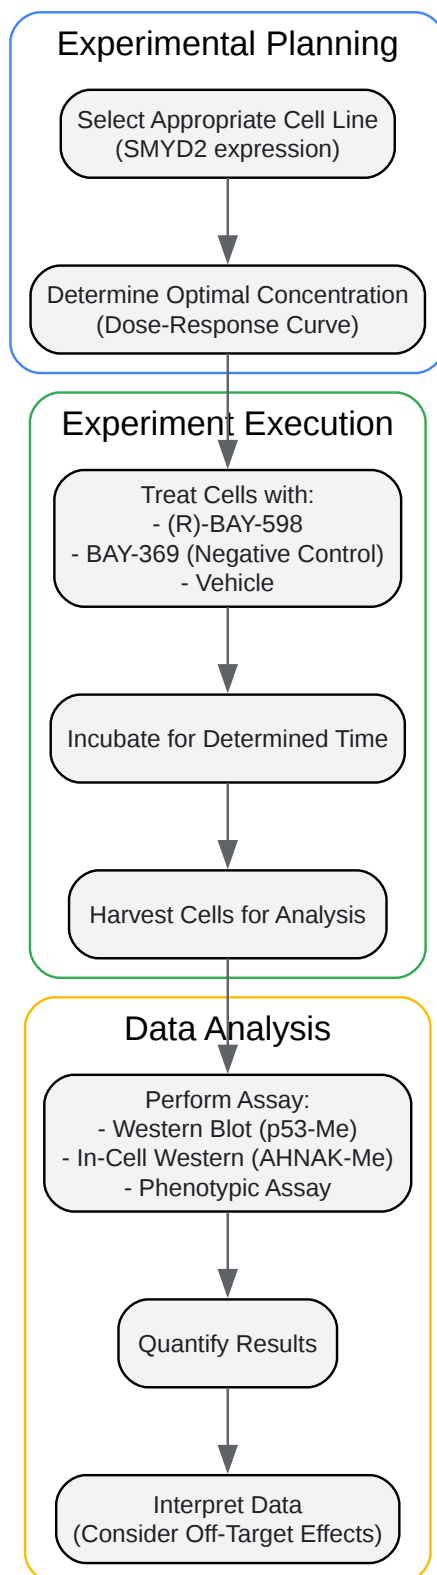 Experimental Planning
Select Appropriate Cell Line
(SMYD2 expression)
Determine Optimal Concentration
(Dose-Response Curve)
Experiment Execution
Treat Cells with:
- (R)-BAY-598
- BAY-369 (Negative Control)
- Vehicle
Incubate for Determined Time
Harvest Cells for Analysis
Data Analysis
Perform Assay:
- Western Blot (p53-Me)
- In-Cell Western (AHNAK-Me)
- Phenotypic Assay
Quantify Results
Interpret Data
(Consider Off-Target Effects)